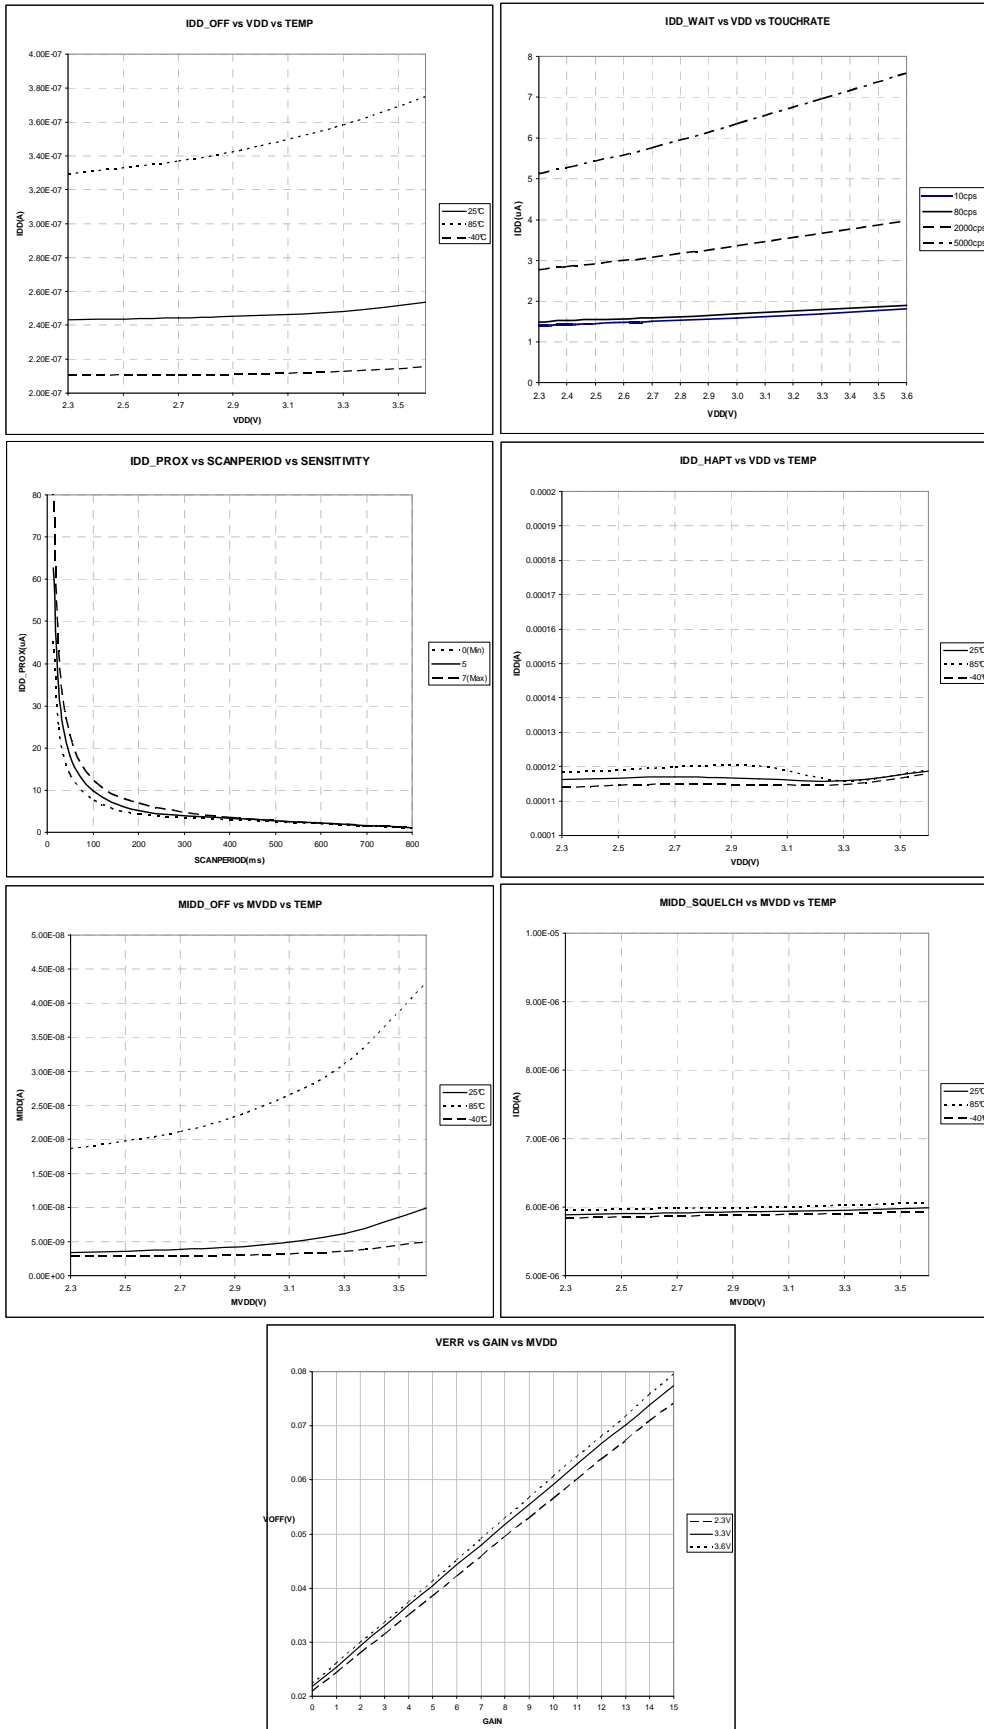 IDD_OFF vs VDD vs TEMP
4.00E-07
3.80E-07
3.60E-07
3.40E-07
3.20E-07
3.00E-07
2.80E-07
2.60E-07
2.40E-07
2.20E-07
2.00E-07
IDD(A)
2.3 2.5 2.7 2.9 3.1 3.3 3.5
VDD(V)
25℃
85℃
-40℃
IDD_WAIT vs VDD vs TOUCHRATE
8
7
6
5
4
3
2
1
0
IDD(uA)
2.3 2.4 2.5 2.6 2.7 2.8 2.9 3.0 3.1 3.2 3.3 3.4 3.5 3.6
VDD(V)
10cps
80cps
2000cps
5000cps
IDD_PROX vs SCANPERIOD vs SENSITIVITY
80
70
60
50
40
30
20
10
0
IDD_PROX(uA)
0 100 200 300 400 500 600 700 800
SCANPERIOD(ms)
0(Min)
5
7(Max)
IDD_HAPT vs VDD vs TEMP
0.0002
0.00019
0.00018
0.00017
0.00016
0.00015
0.00014
0.00013
0.00012
0.00011
0.0001
IDD(A)
2.3 2.5 2.7 2.9 3.1 3.3 3.5
VDD(V)
25℃
85℃
-40℃
MIDD_OFF vs MVDD vs TEMP
5.00E-08
4.50E-08
4.00E-08
3.50E-08
3.00E-08
2.50E-08
2.00E-08
1.50E-08
1.00E-08
5.00E-09
0.00E+00
MIDD(A)
2.3 2.5 2.7 2.9 3.1 3.3 3.5
MVDD(V)
25℃
85℃
-40℃
MIDD_SQUELCH vs MVDD vs TEMP
1.00E-05
9.00E-06
8.00E-06
7.00E-06
6.00E-06
5.00E-06
IDD(A)
2.3 2.5 2.7 2.9 3.1 3.3 3.5
MVDD(V)
25℃
85℃
-40℃
VERR vs GAIN vs MVDD
0.08
0.07
0.06
0.05
0.04
0.03
0.02
VOFF(V)
0 1 2 3 4 5 6 7 8 9 10 11 12 13 14 15
GAIN
2.3V
3.3V
3.6V